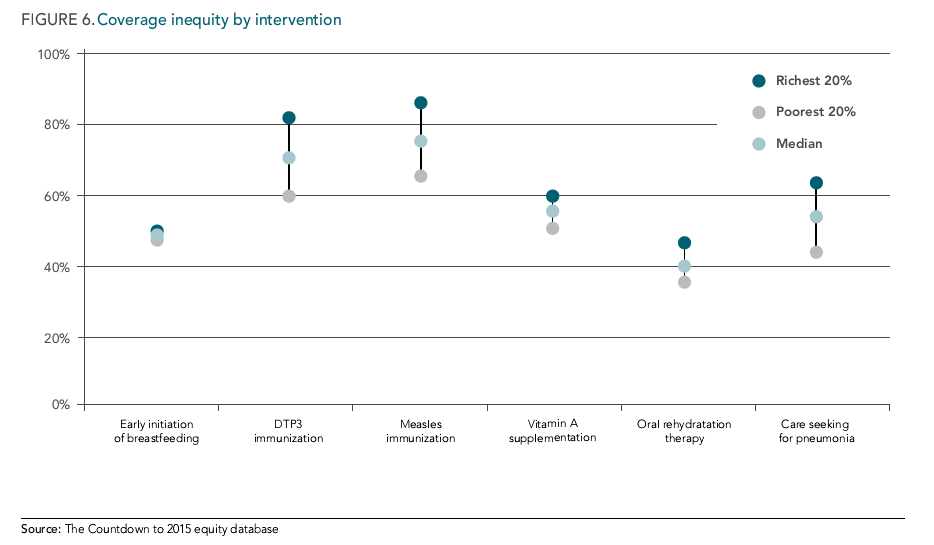 FIGURE 6. Coverage inequity by intervention
100%
80%
60%
40%
20%
0%
Richest 20%
Poorest 20%
Median
Early initiation
of breastfeeding
DTP3
immunization
Measles
immunization
Vitamin A
supplementation
Oral rehydratation
therapy
Care seeking
for pneumonia
Source: The Countdown to 2015 equity database